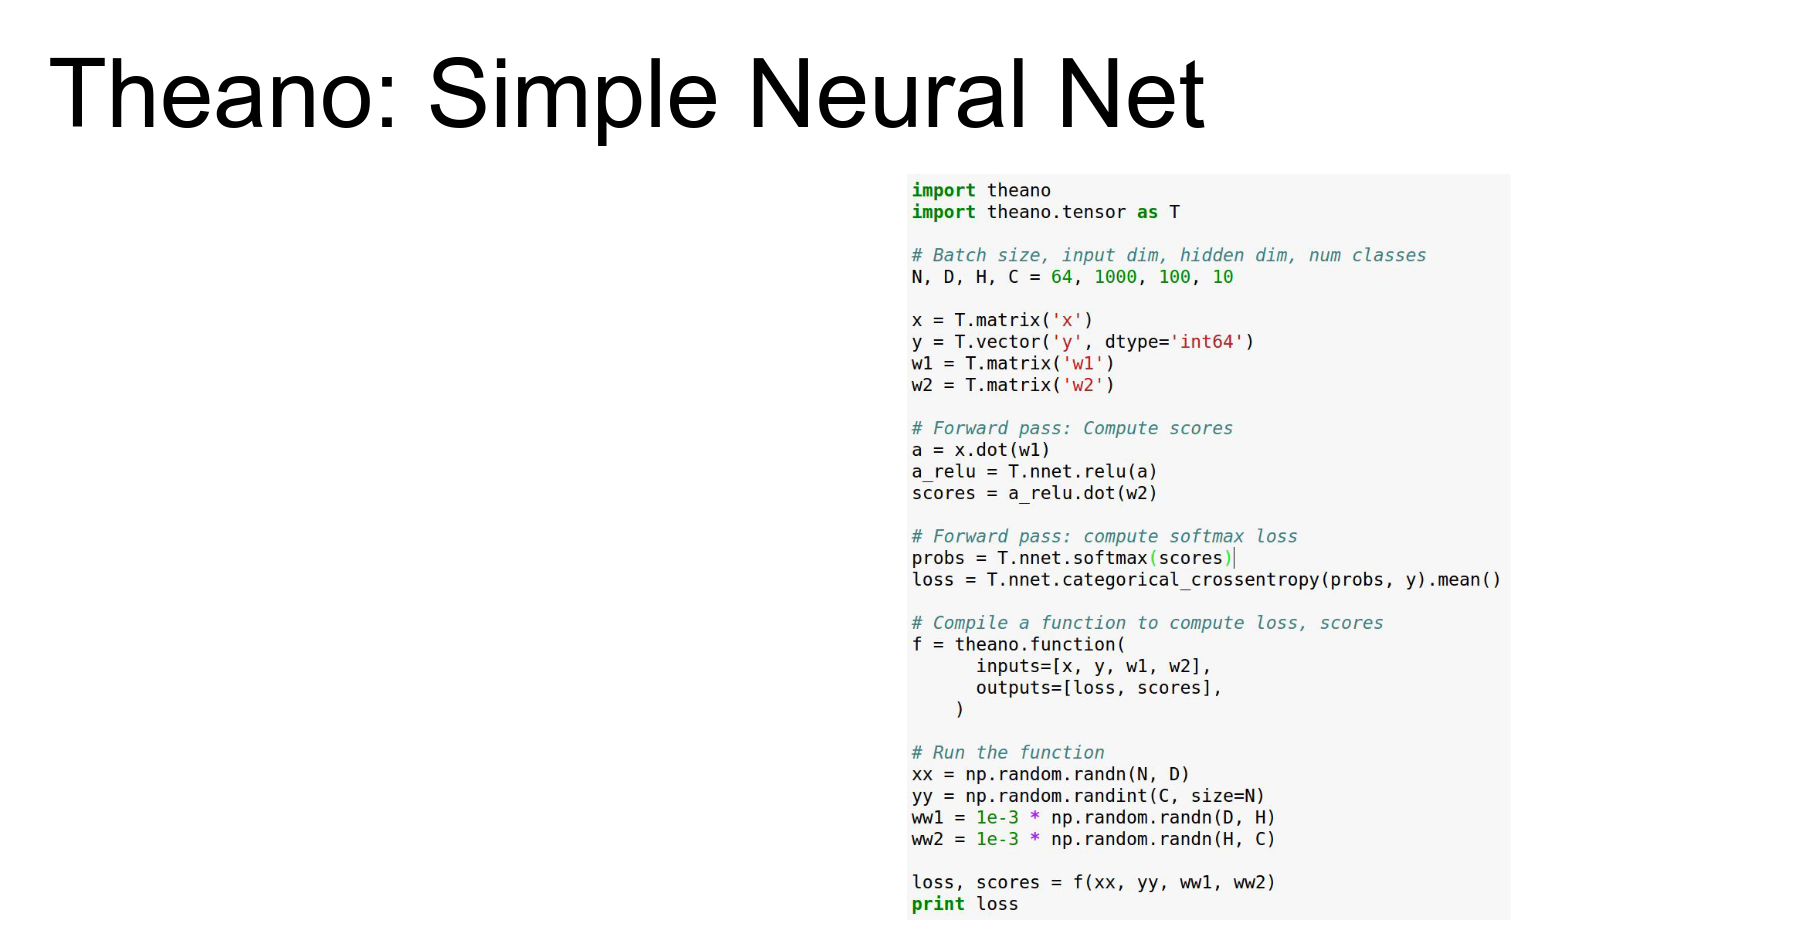 Theano: Simple Neural Net
import theano
import theano.tensor as T
# Batch size, input dim, hidden dim, num classes
N, D, H, C = 64, 1000, 100, 10
x = T.matrix('x')
y = T.vector('y', dtype='int64')
w1 = T.matrix('w1')
w2 = T.matrix('w2')
# Forward pass: Compute scores
a = x.dot(w1)
a_relu = T.nnet.relu(a)
scores = a_relu.dot(w2)
# Forward pass: compute softmax loss
probs = T.nnet.softmax(scores)
loss = T.nnet.categorical_crossentropy(probs, y).mean()
# Compile a function to compute loss, scores
f = theano.function(
      inputs=[x, y, w1, w2],
      outputs=[loss, scores],
    )
# Run the function
xx = np.random.randn(N, D)
yy = np.random.randint(C, size=N)
ww1 = 1e-3 * np.random.randn(D, H)
ww2 = 1e-3 * np.random.randn(H, C)
loss, scores = f(xx, yy, ww1, ww2)
print loss